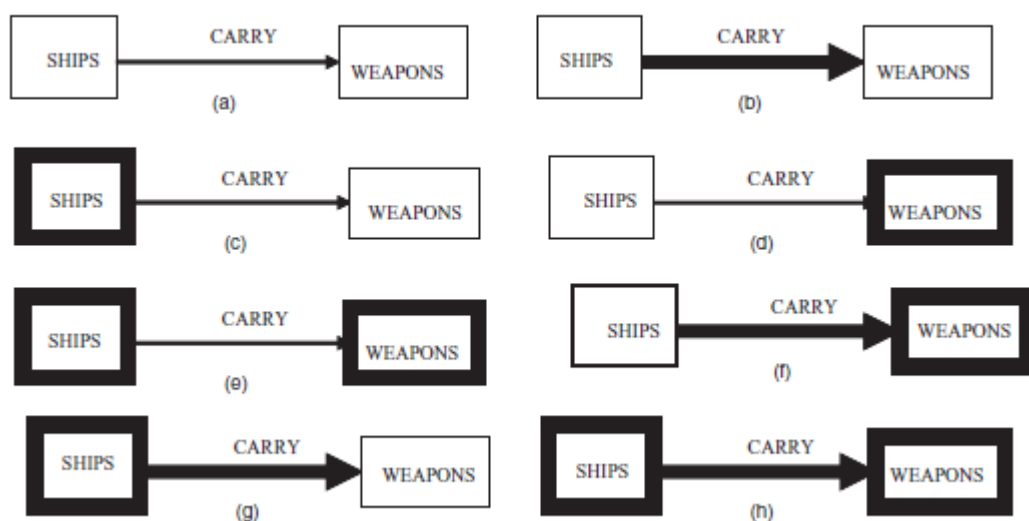 CARRY
SHIPS
WEAPONS
(a)
CARRY
SHIPS
WEAPONS
(b)
CARRY
SHIPS
WEAPONS
(c)
CARRY
SHIPS
WEAPONS
(d)
CARRY
SHIPS
WEAPONS
(e)
CARRY
SHIPS
WEAPONS
(f)
CARRY
SHIPS
WEAPONS
(g)
CARRY
SHIPS
WEAPONS
(h)